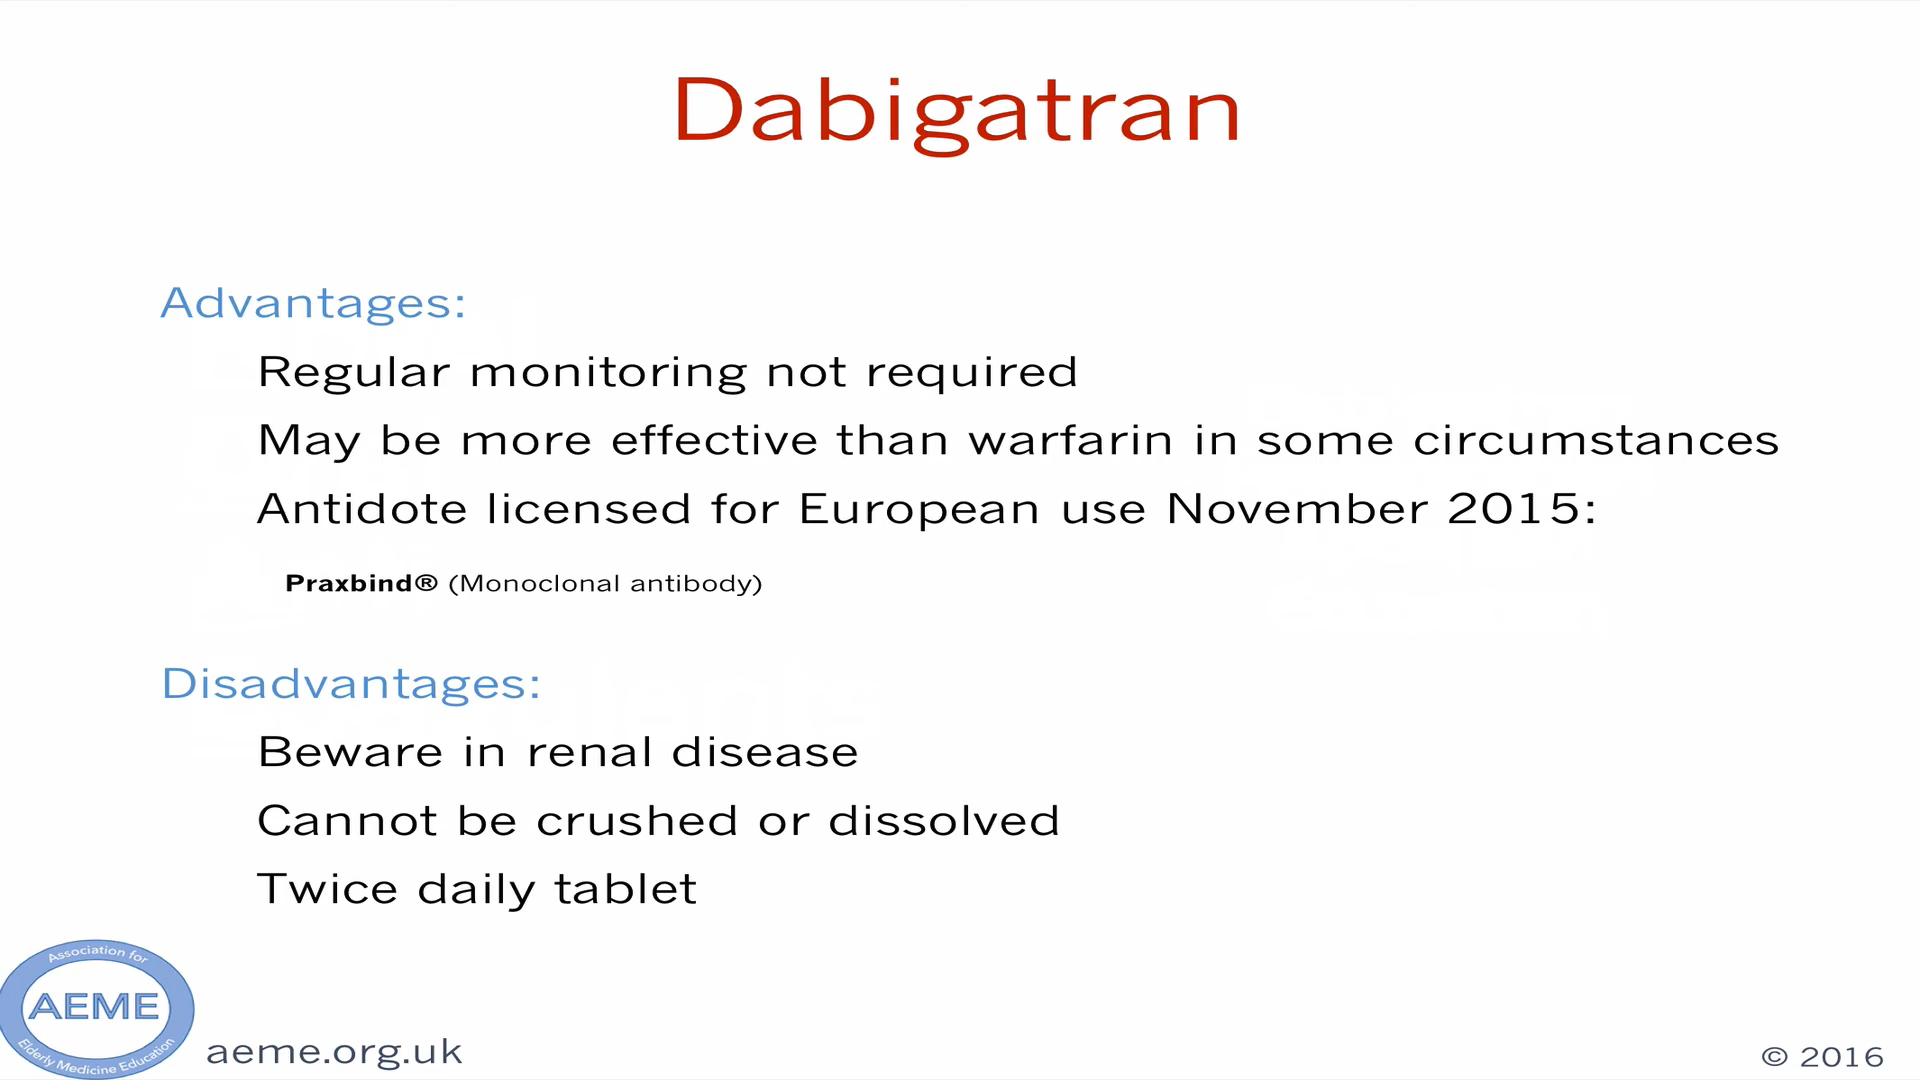 Dabigatran
Advantages:
Regular monitoring not required
May be more effective than warfarin in some circumstances
Antidote licensed for European use November 2015:
Praxbind® (Monoclonal antibody)
Disadvantages:
Beware in renal disease
Cannot be crushed or dissolved
Twice daily tablet
Association for
AEME
Elderly Medicine Education
aeme.org.uk
© 2016